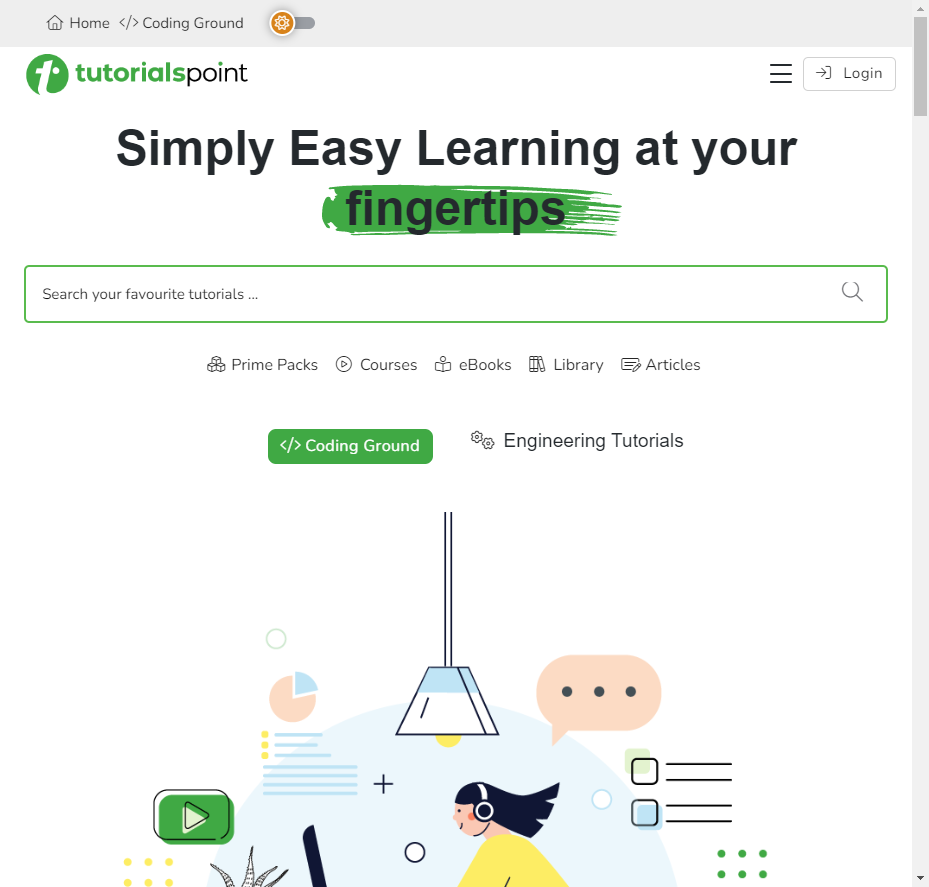 Home </> Coding Ground
tutorialspoint
Login
Simply Easy Learning at your
fingertips
Search your favourite tutorials ...
Prime Packs Courses eBooks Library Articles
</> Coding Ground Engineering Tutorials